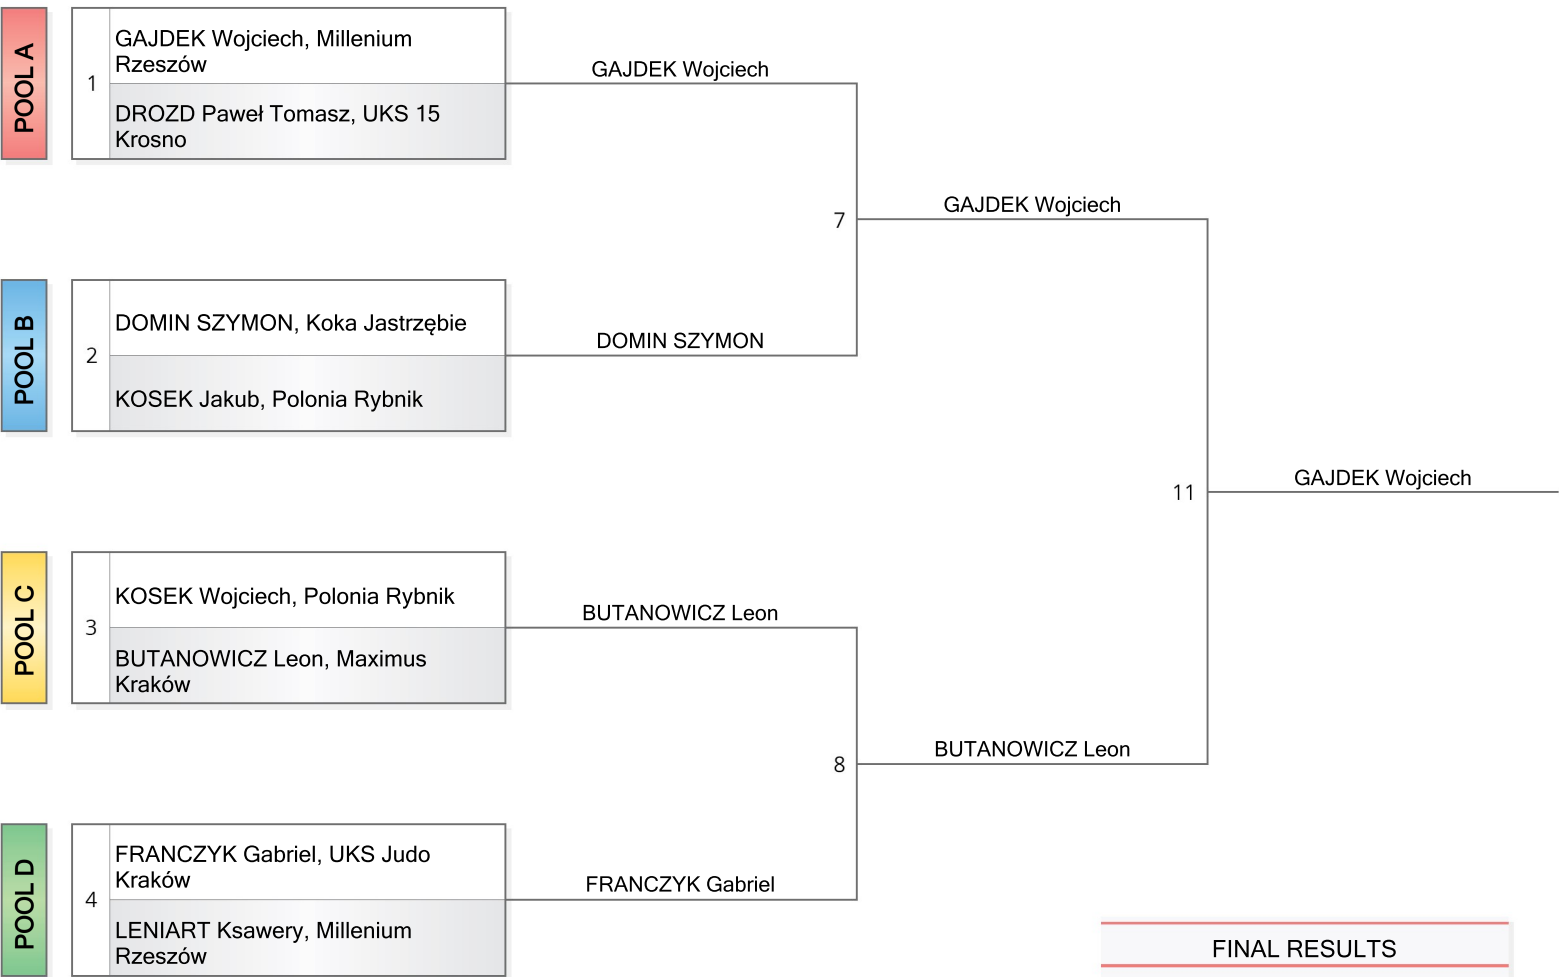 POOL A
1
GAJDEK Wojciech, Millenium
Rzeszów
DROZD Paweł Tomasz, UKS 15
Krosno
GAJDEK Wojciech
7
GAJDEK Wojciech
POOL B
2
DOMIN SZYMON, Koka Jastrzębie
KOSEK Jakub, Polonia Rybnik
DOMIN SZYMON
11
GAJDEK Wojciech
POOL C
3
KOSEK Wojciech, Polonia Rybnik
BUTANOWICZ Leon, Maximus
Kraków
BUTANOWICZ Leon
8
BUTANOWICZ Leon
POOL D
4
FRANCZYK Gabriel, UKS Judo
Kraków
LENIART Ksawery, Millenium
Rzeszów
FRANCZYK Gabriel
FINAL RESULTS